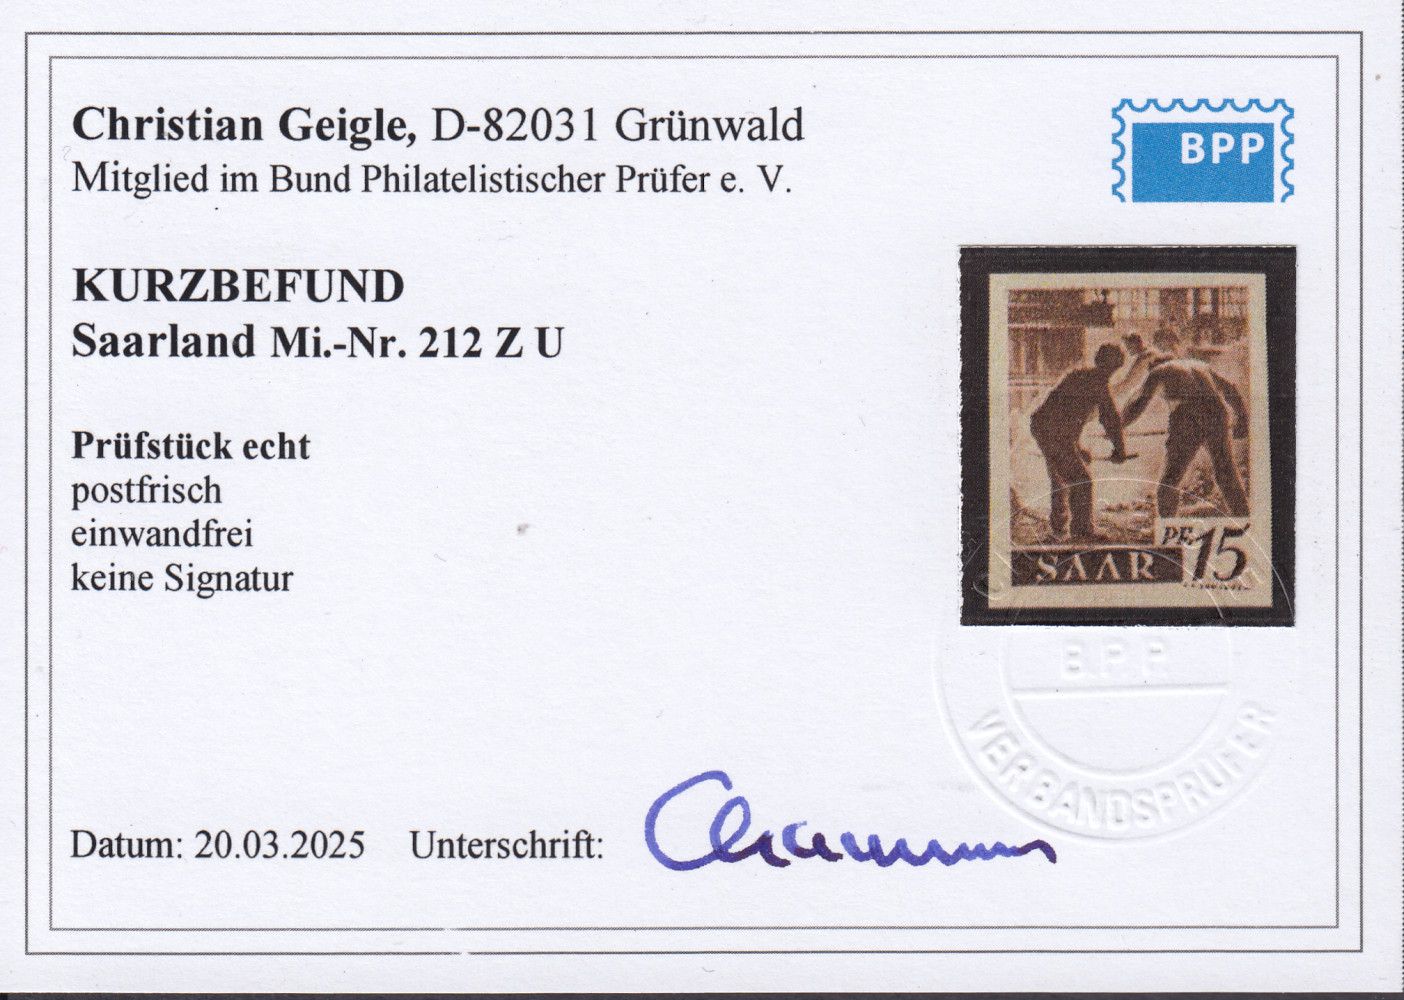 Christian Geigle, D-82031 Grünwald
Mitglied im Bund Philatelistischer Prüfer e. V.
BPP
KURZBEFUND
Saarland Mi.-Nr. 212 Z U
Prüfstück echt
postfrisch
einwandfrei
keine Signatur
PF. 15
SAAR
B.P.P.
VERBANDSPRÜFER
Datum: 20.03.2025 Unterschrift: